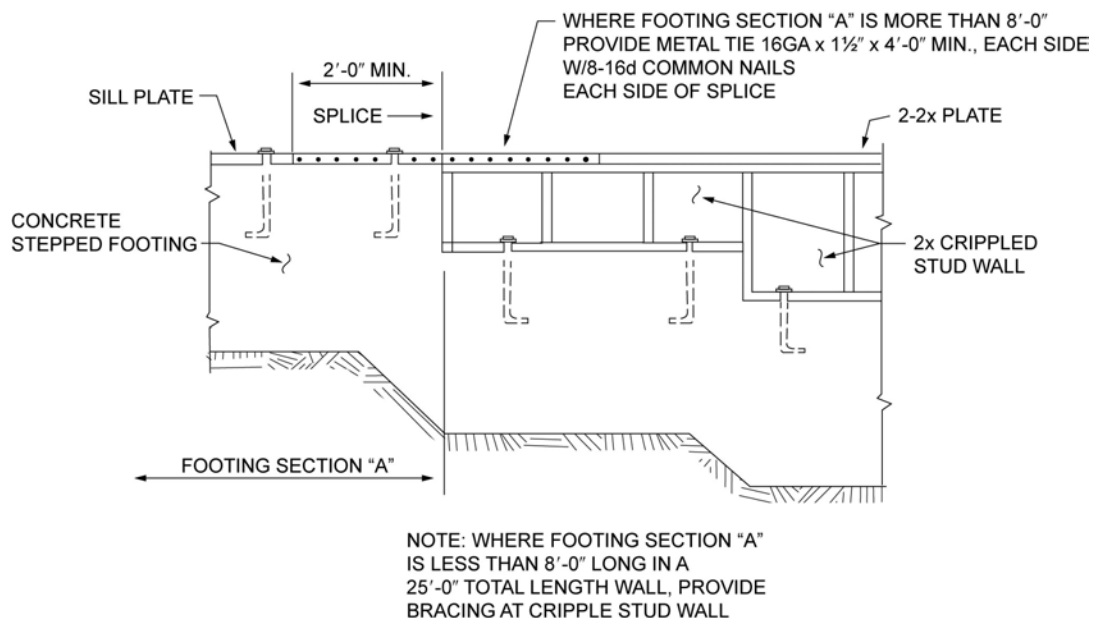 WHERE FOOTING SECTION “A” IS MORE THAN 8′-0″
PROVIDE METAL TIE 16GA x 1½″ x 4′-0″ MIN., EACH SIDE
W/8-16d COMMON NAILS
EACH SIDE OF SPLICE
2′-0″ MIN.
SILL PLATE
SPLICE
2-2x PLATE
CONCRETE
STEPPED FOOTING
2x CRIPPLED
STUD WALL
FOOTING SECTION “A”
NOTE: WHERE FOOTING SECTION “A”
IS LESS THAN 8′-0″ LONG IN A
25′-0″ TOTAL LENGTH WALL, PROVIDE
BRACING AT CRIPPLE STUD WALL